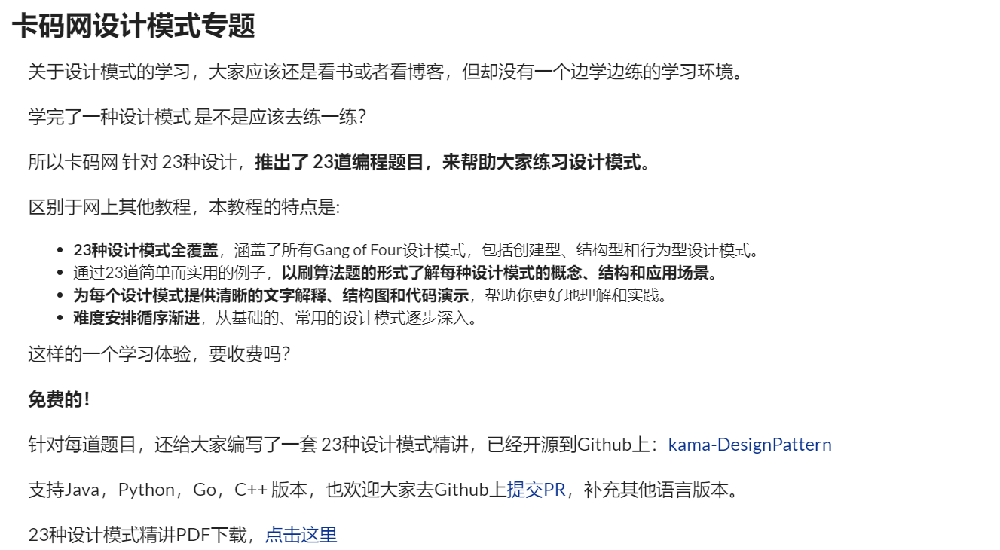 卡码网设计模式专题
关于设计模式的学习，大家应该还是看书或者看博客，但却没有一个边学边练的学习环境。
学完了一种设计模式 是不是应该去练一练？
所以卡码网 针对 23种设计，推出了 23道编程题目，来帮助大家练习设计模式。
区别于网上其他教程，本教程的特点是:
• 23种设计模式全覆盖，涵盖了所有Gang of Four设计模式，包括创建型、结构型和行为型设计模式。
• 通过23道简单而实用的例子，以刷算法题的形式了解每种设计模式的概念、结构和应用场景。
• 为每个设计模式提供清晰的文字解释、结构图和代码演示，帮助你更好地理解和实践。
• 难度安排循序渐进，从基础的、常用的设计模式逐步深入。
这样的一个学习体验，要收费吗？
免费的！
针对每道题目，还给大家编写了一套 23种设计模式精讲，已经开源到Github上：kama-DesignPattern
支持Java，Python，Go，C++ 版本，也欢迎大家去Github上提交PR，补充其他语言版本。
23种设计模式精讲PDF下载，点击这里